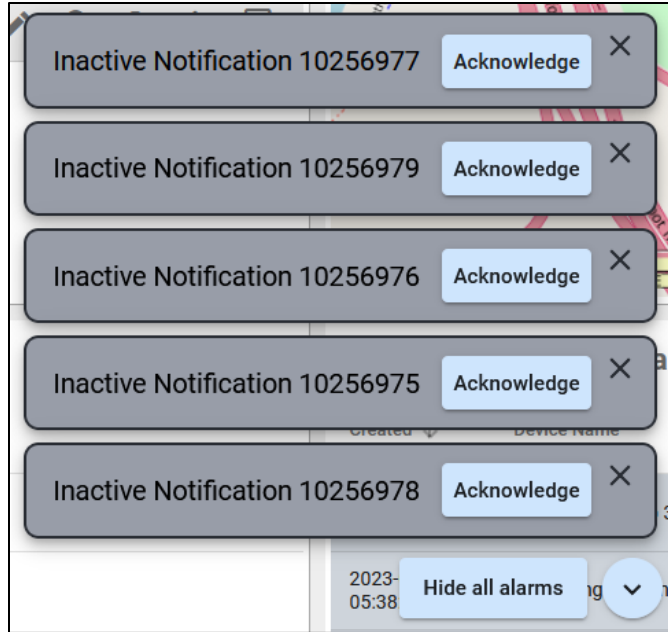 Inactive Notification 10256977 Acknowledge
Inactive Notification 10256979 Acknowledge
Inactive Notification 10256976 Acknowledge
Inactive Notification 10256975 Acknowledge
Created Device Name
Inactive Notification 10256978 Acknowledge
2023-
05:38
Hide all alarms